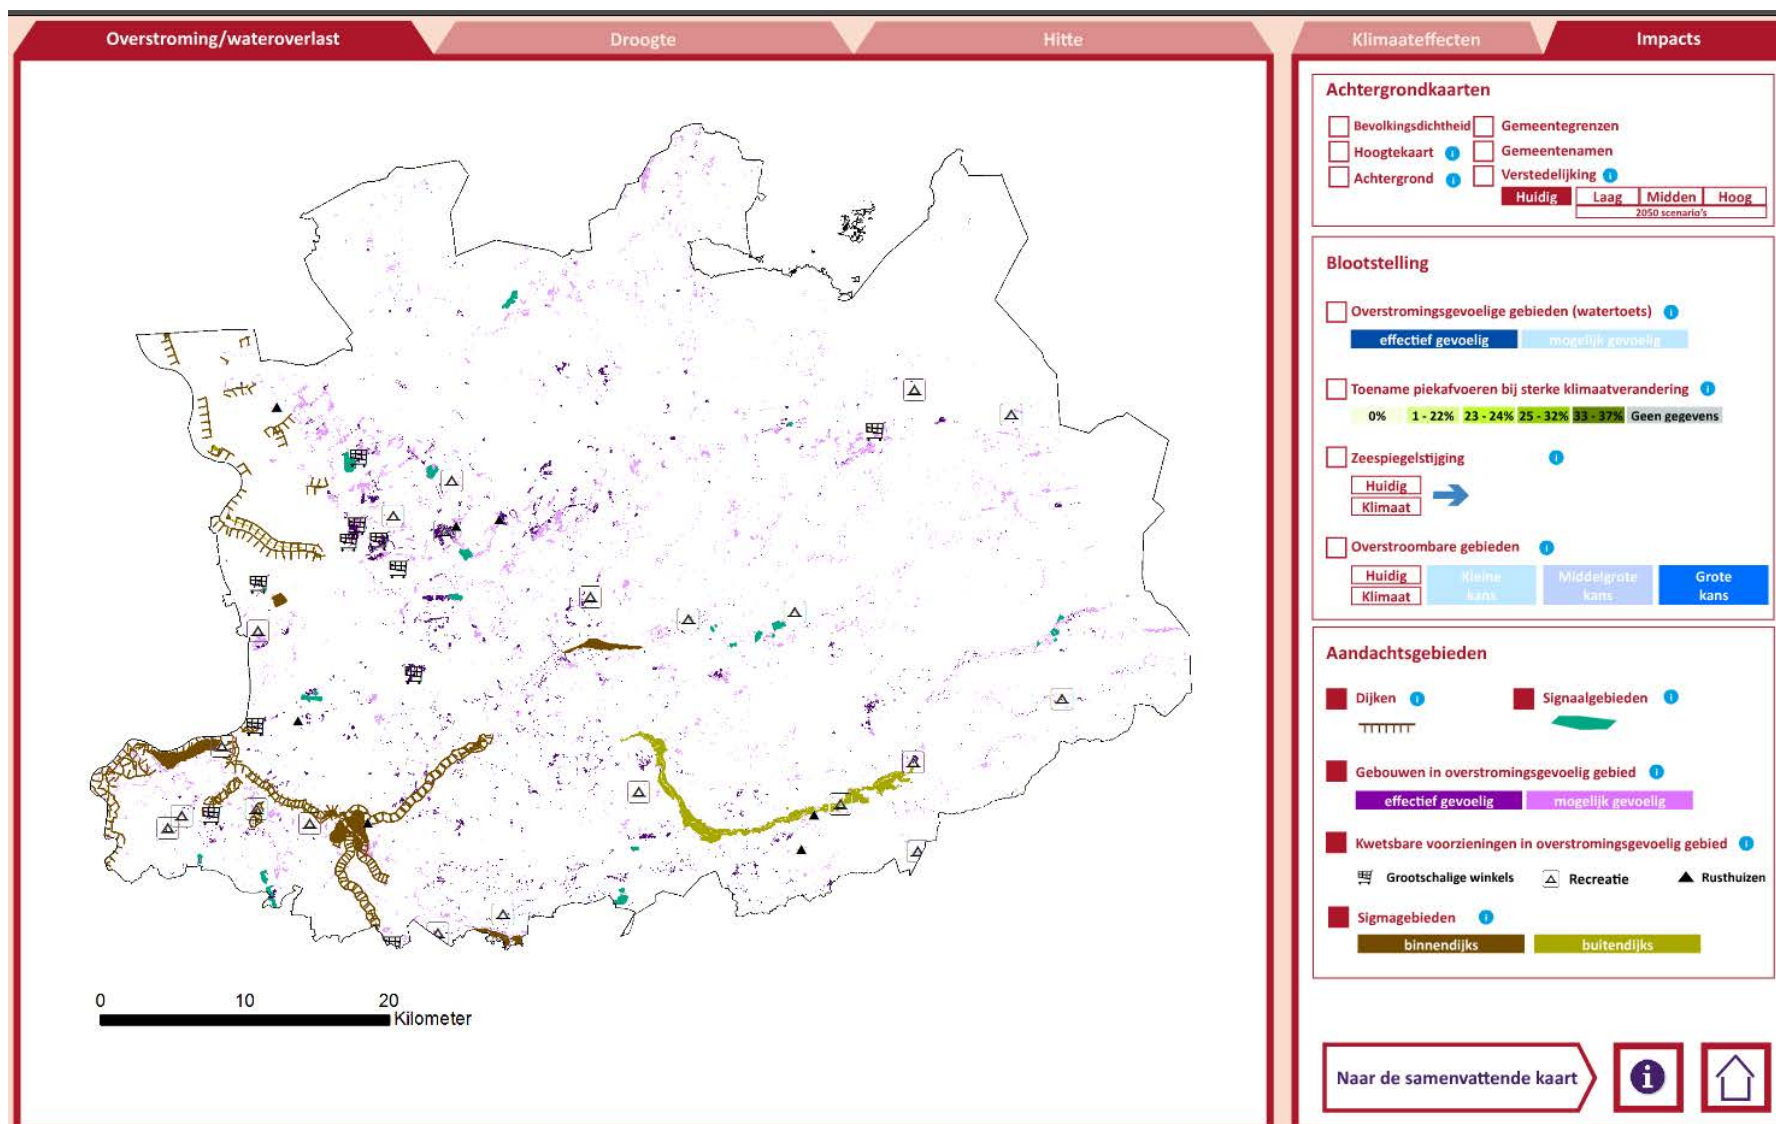 Overstroming/wateroverlast
Droogte
Hitte
Klimaateffecten
Impacts
0 10 20
Kilometer
Achtergrondkaarten
Bevolkingsdichtheid
Gemeentegrenzen
Hoogtekaart i
Gemeentenamen
Achtergrond i
Verstedelijking i
Huidig Laag Midden Hoog
2050 scenario's
Blootstelling
Overstromingsgevoelige gebieden (watertoets) i
effectief gevoelig mogelijk gevoelig
Toename piekafvoeren bij sterke klimaatverandering i
0% 1 - 22% 23 - 24% 25 - 32% 33 - 37% Geen gegevens
Zeespiegelstijging i
Huidig
Klimaat
Overstroombare gebieden i
Huidig
Klimaat
Kleine
kans
Middelgrote
kans
Grote
kans
Aandachtsgebieden
Dijken i
Signaalgebieden i
Gebouwen in overstromingsgevoelig gebied i
effectief gevoelig mogelijk gevoelig
Kwetsbare voorzieningen in overstromingsgevoelig gebied i
Grootschalige winkels
Recreatie
Rusthuizen
Sigmagebieden i
binnendijks buitendijks
Naar de samenvattende kaart
i